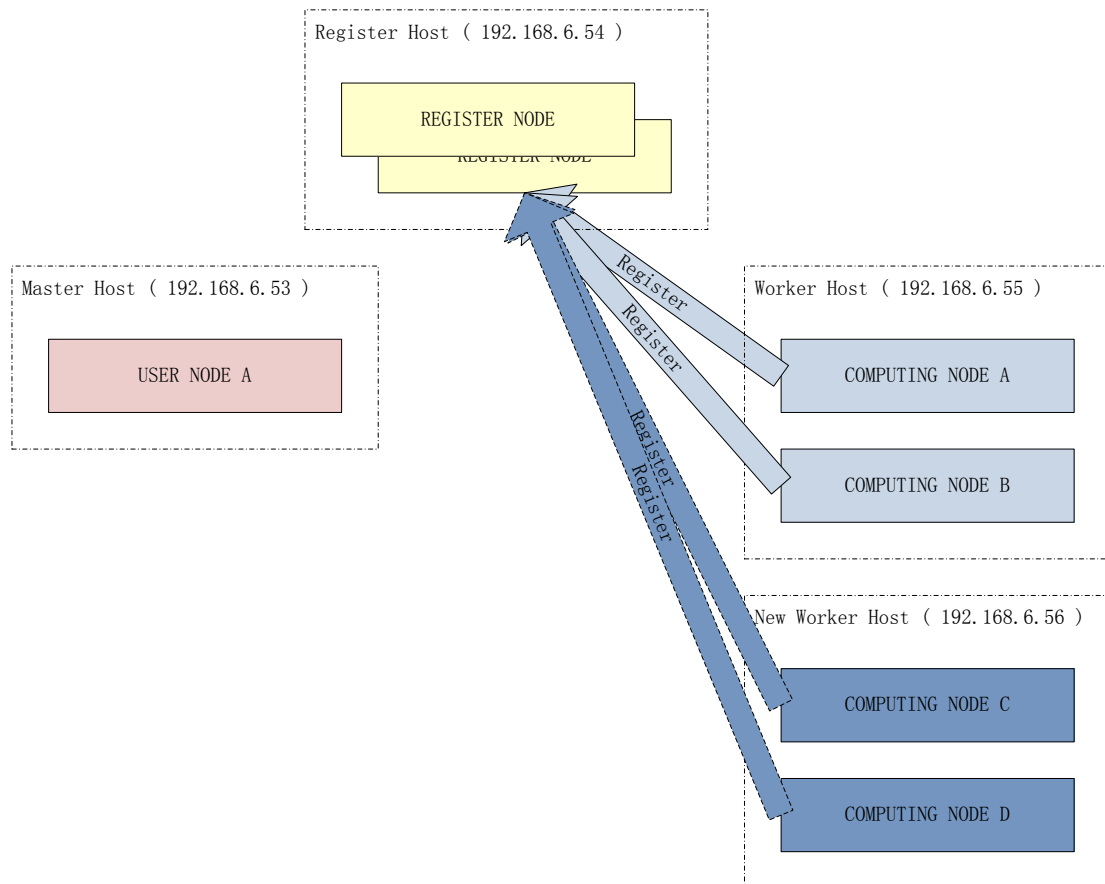 Register Host ( 192.168.6.54 )
REGISTER NODE
REGISTER NODE
Master Host ( 192.168.6.53 )
USER NODE A
Register
Register
Register
Register
Worker Host ( 192.168.6.55 )
COMPUTING NODE A
COMPUTING NODE B
New Worker Host ( 192.168.6.56 )
COMPUTING NODE C
COMPUTING NODE D